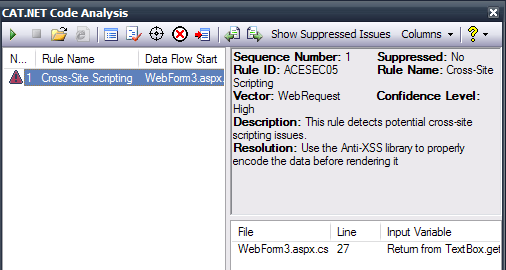 CAT.NET Code Analysis
Show Suppressed Issues Columns
N... Rule Name Data Flow Start
1 Cross-Site Scripting WebForm3.aspx.
Sequence Number: 1 Suppressed: No
Rule ID: ACESEC05 Rule Name: Cross-Site
Scripting
Vector: WebRequest Confidence Level:
High
Description: This rule detects potential cross-site
scripting issues.
Resolution: Use the Anti-XSS library to properly
encode the data before rendering it
File Line Input Variable
WebForm3.aspx.cs 27 Return from TextBox.get